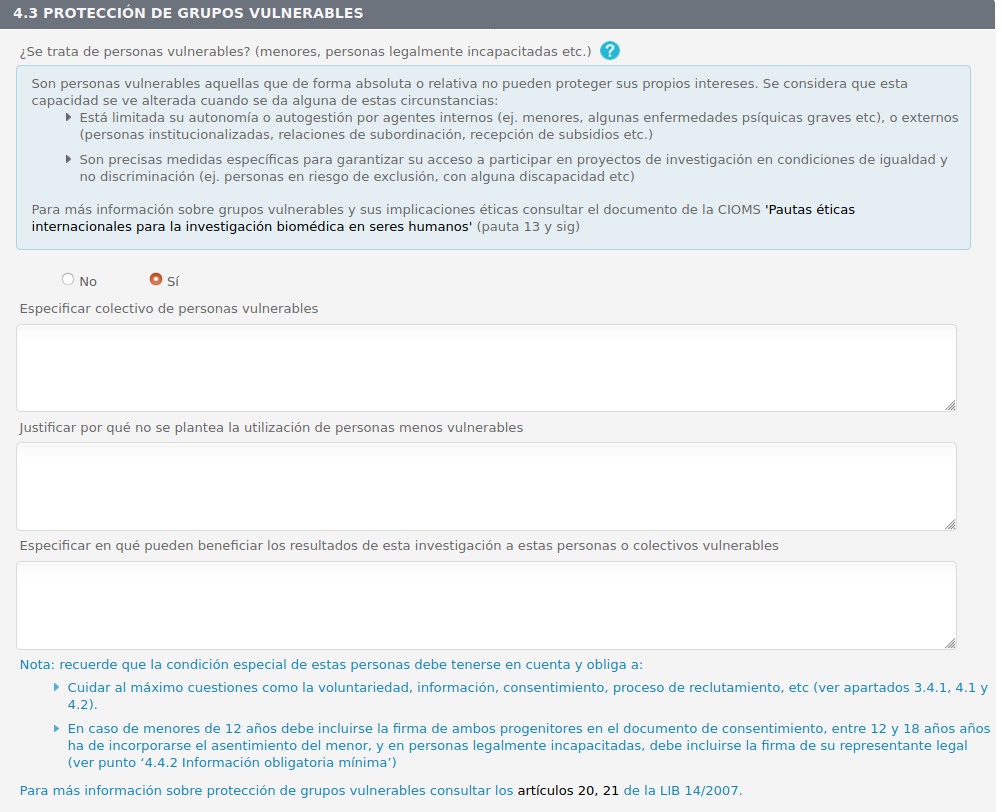 4.3 PROTECCIÓN DE GRUPOS VULNERABLES
¿Se trata de personas vulnerables? (menores, personas legalmente incapacitadas etc.) ?
Son personas vulnerables aquellas que de forma absoluta o relativa no pueden proteger sus propios intereses. Se considera que esta
capacidad se ve alterada cuando se da alguna de estas circunstancias:
Está limitada su autonomía o autogestión por agentes internos (ej. menores, algunas enfermedades psíquicas graves etc), o externos
(personas institucionalizadas, relaciones de subordinación, recepción de subsidios etc.)
Son precisas medidas específicas para garantizar su acceso a participar en proyectos de investigación en condiciones de igualdad y
no discriminación (ej. personas en riesgo de exclusión, con alguna discapacidad etc)
Para más información sobre grupos vulnerables y sus implicaciones éticas consultar el documento de la CIOMS 'Pautas éticas
internacionales para la investigación biomédica en seres humanos' (pauta 13 y sig)
No Sí
Especificar colectivo de personas vulnerables
Justificar por qué no se plantea la utilización de personas menos vulnerables
Especificar en qué pueden beneficiar los resultados de esta investigación a estas personas o colectivos vulnerables
Nota: recuerde que la condición especial de estas personas debe tenerse en cuenta y obliga a:
Cuidar al máximo cuestiones como la voluntariedad, información, consentimiento, proceso de reclutamiento, etc (ver apartados 3.4.1, 4.1 y
4.2).
En caso de menores de 12 años debe incluirse la firma de ambos progenitores en el documento de consentimiento, entre 12 y 18 años años
ha de incorporarse el asentimiento del menor, y en personas legalmente incapacitadas, debe incluirse la firma de su representante legal
(ver punto ‘4.4.2 Información obligatoria mínima’)
Para más información sobre protección de grupos vulnerables consultar los artículos 20, 21 de la LIB 14/2007.